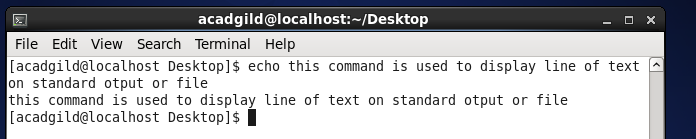 acadgild@localhost:~/Desktop
File Edit View Search Terminal Help
[acadgild@localhost Desktop]$ echo this command is used to display line of text
on standard otput or file
this command is used to display line of text on standard otput or file
[acadgild@localhost Desktop]$